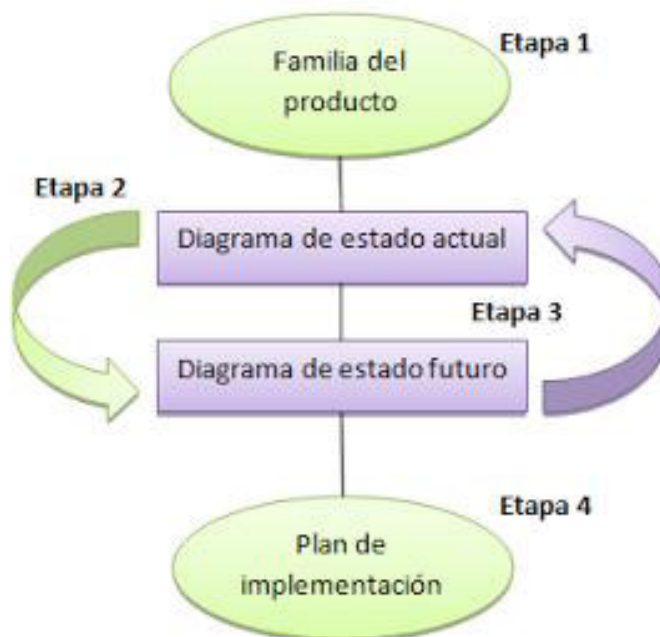 Etapa 1
Familia del
producto
Etapa 2
Diagrama de estado actual
Etapa 3
Diagrama de estado futuro
Etapa 4
Plan de
implementación